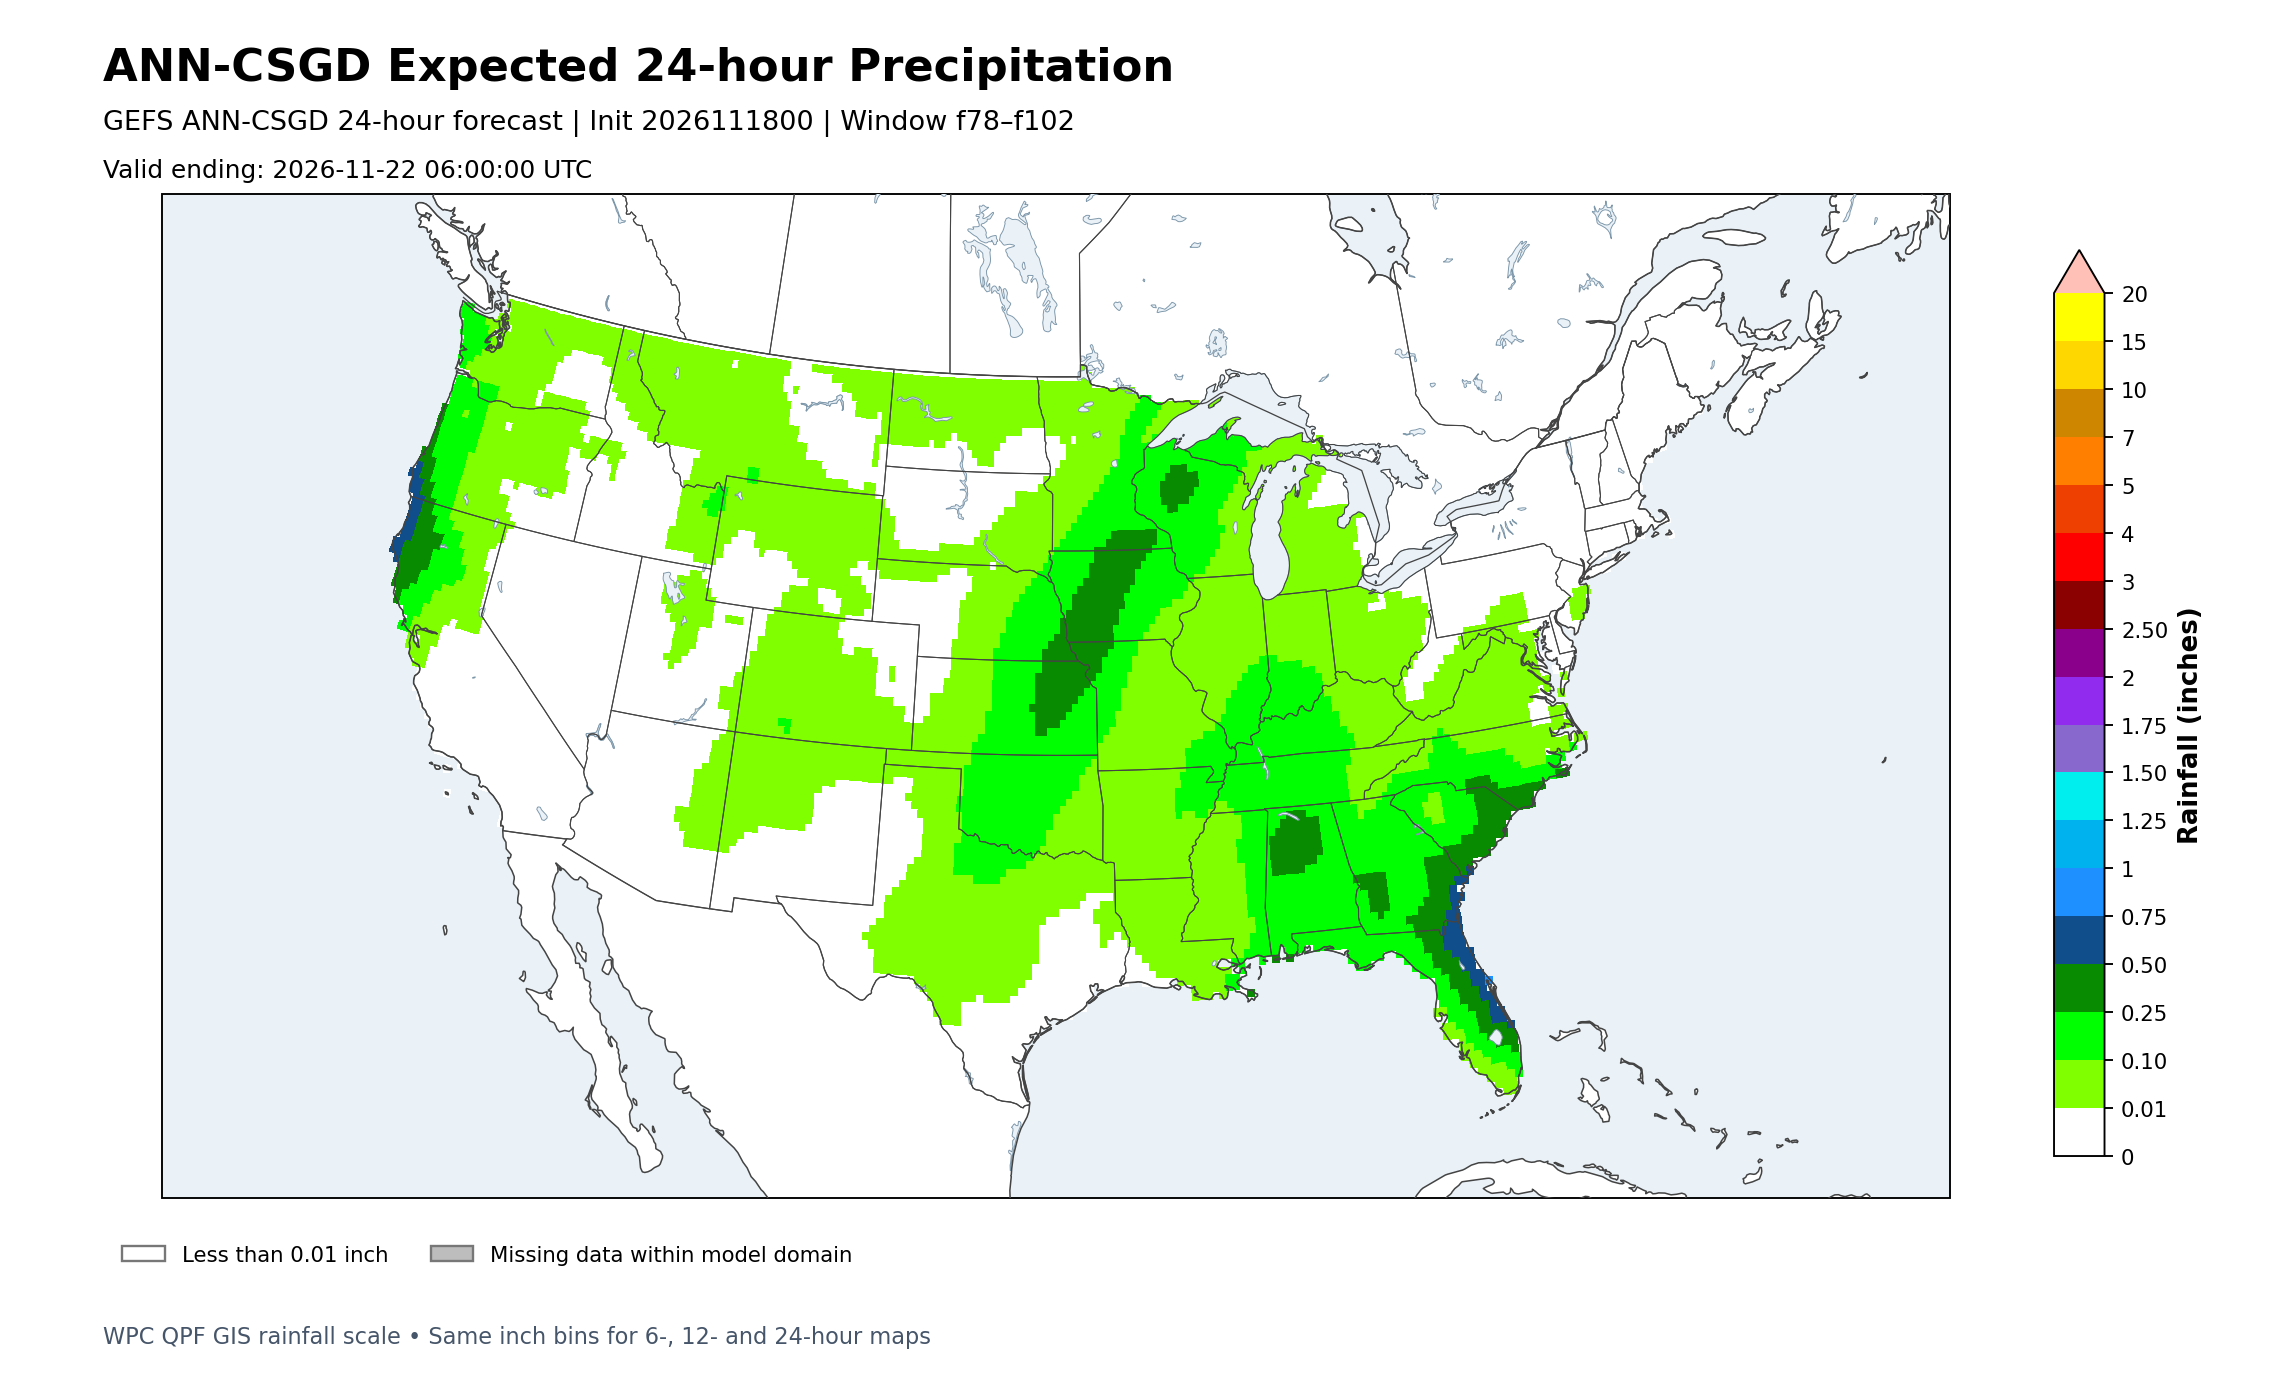 ANN-CSGD Expected 24-hour Precipitation
GEFS ANN-CSGD 24-hour forecast | Init 2026111800 | Window f78–f102
Valid ending: 2026-11-22 06:00:00 UTC
20
15
10
7
5
4
3
2.50
2
1.75
1.50
1.25
1
0.75
0.50
0.25
0.10
0.01
0
Rainfall (inches)
Less than 0.01 inch
Missing data within model domain
WPC QPF GIS rainfall scale • Same inch bins for 6-, 12- and 24-hour maps